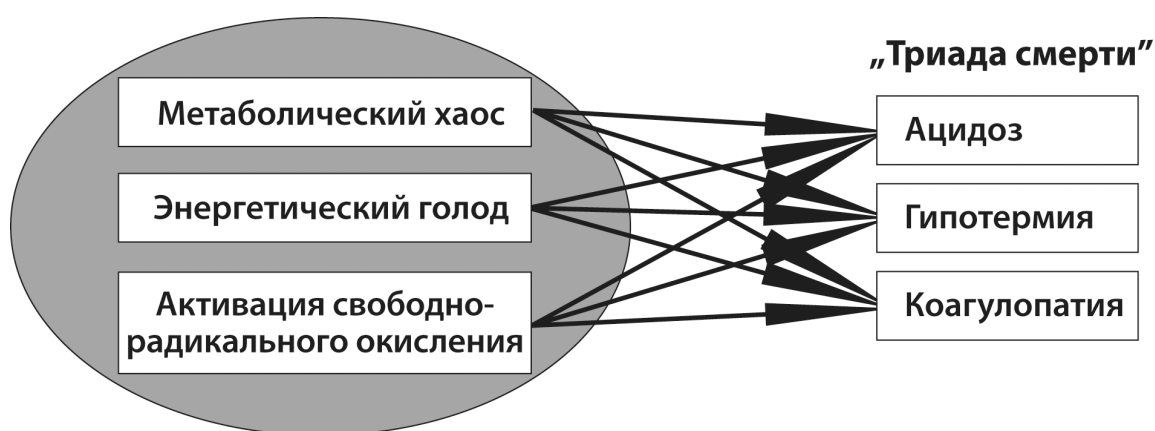 „Триада смерти”
Метаболический хаос
Энергетический голод
Активация свободно-
радикального окисления
Ацидоз
Гипотермия
Коагулопатия